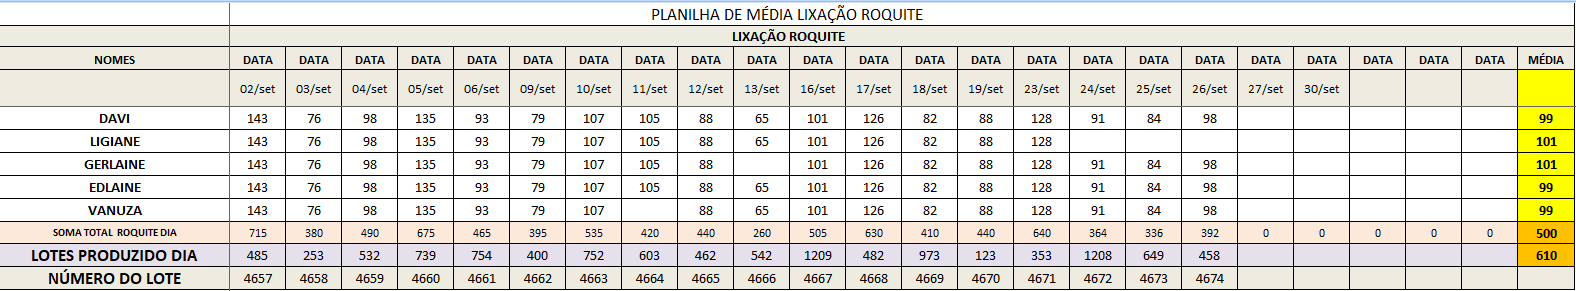 PLANILHA DE MÉDIA LIXAÇÃO ROQUITE
LIXAÇÃO ROQUITE
NOMES DATA DATA DATA DATA DATA DATA DATA DATA DATA DATA DATA DATA DATA DATA DATA DATA DATA DATA DATA DATA DATA DATA DATA MÉDIA
02/set 03/set 04/set 05/set 06/set 09/set 10/set 11/set 12/set 13/set 16/set 17/set 18/set 19/set 23/set 24/set 25/set 26/set 27/set 30/set
DAVI 143 76 98 135 93 79 107 105 88 65 101 126 82 88 128 91 84 98 99
LIGIANE 143 76 98 135 93 79 107 105 88 65 101 126 82 88 128 101
GERLAINE 143 76 98 135 93 79 107 105 88 101 126 82 88 128 91 84 98 101
EDLAINE 143 76 98 135 93 79 107 105 88 65 101 126 82 88 128 91 84 98 99
VANUZA 143 76 98 135 93 79 107 88 65 101 126 82 88 128 91 84 98 99
SOMA TOTAL ROQUITE DIA 715 380 490 675 465 395 535 420 440 260 505 630 410 440 640 364 336 392 0 0 0 0 0 500
LOTES PRODUZIDO DIA 485 253 532 739 754 400 752 603 462 542 1209 482 973 123 353 1208 649 458 610
NÚMERO DO LOTE 4657 4658 4659 4660 4661 4662 4663 4664 4665 4666 4667 4668 4669 4670 4671 4672 4673 4674